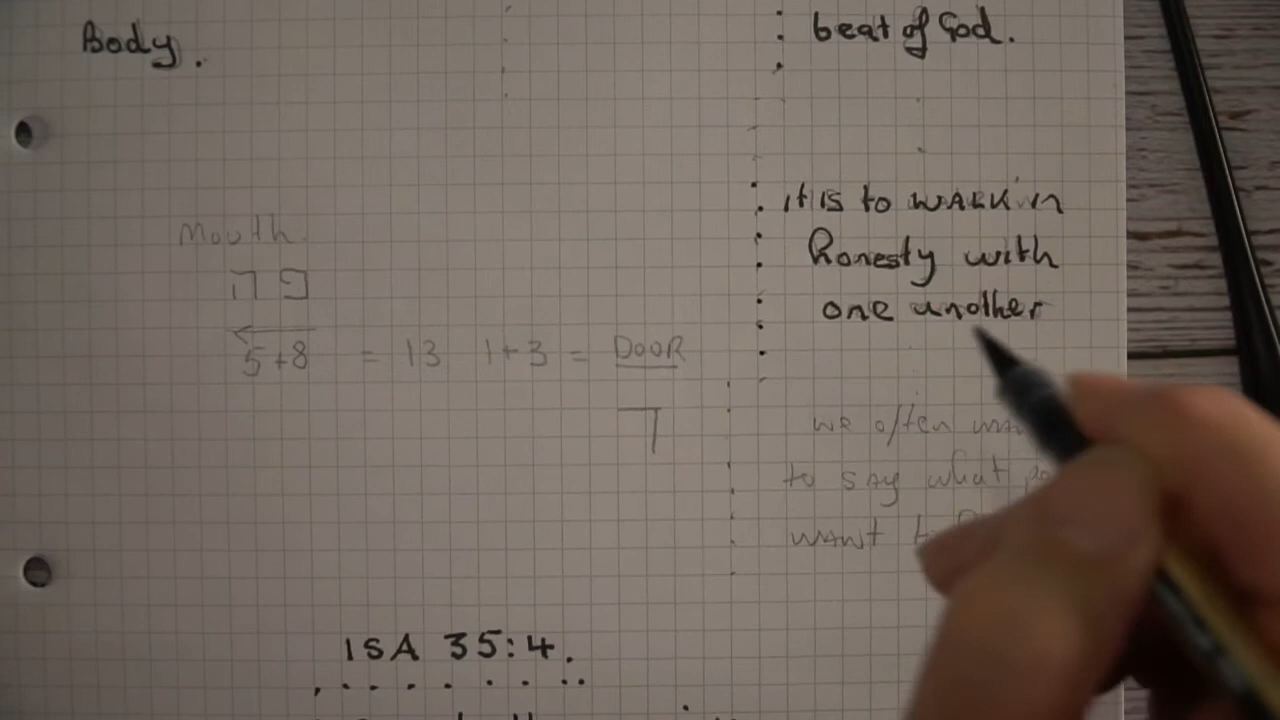 Body.
beat of God.
it is to WALK in
Honesty with
one another
Mouth
הפ
5+8 = 13 1+3 = DOOR
ד
we often
to say what
want
ISA 35:4.